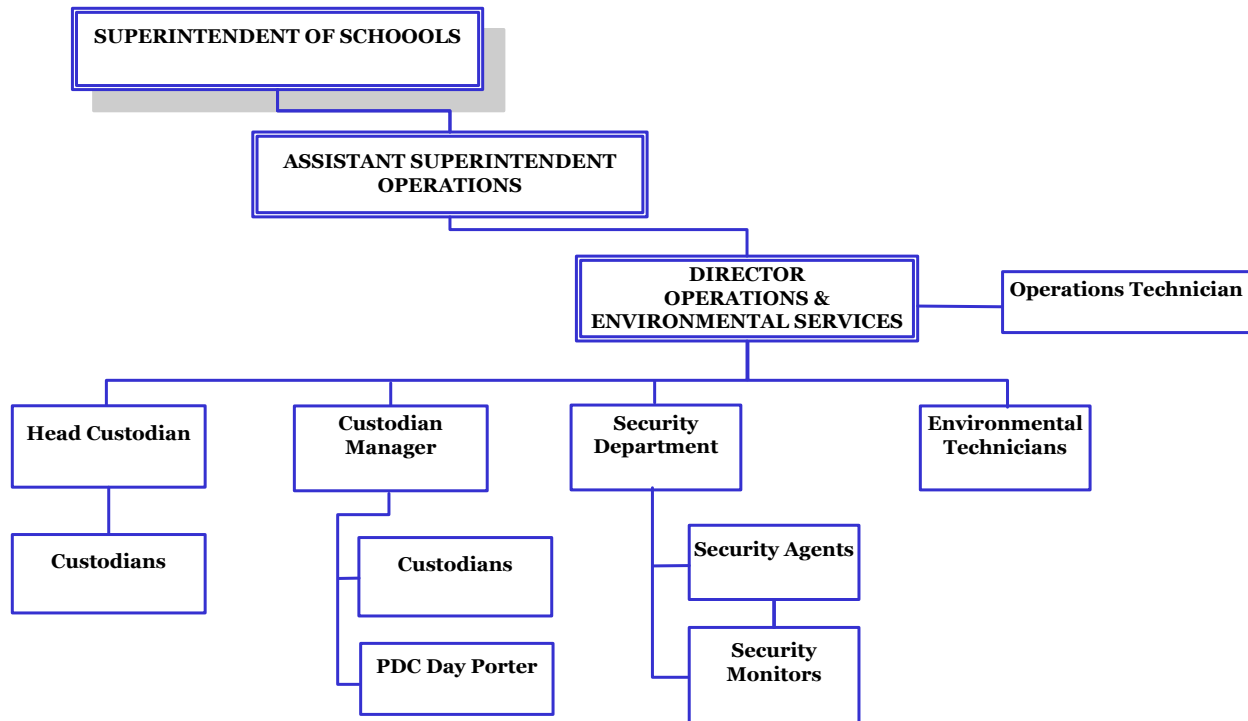 SUPERINTENDENT OF SCHOOOLS
ASSISTANT SUPERINTENDENT
OPERATIONS
DIRECTOR
OPERATIONS &
ENVIRONMENTAL SERVICES
Operations Technician
Head Custodian
Custodian
Manager
Security
Department
Environmental
Technicians
Custodians
Custodians
PDC Day Porter
Security Agents
Security
Monitors